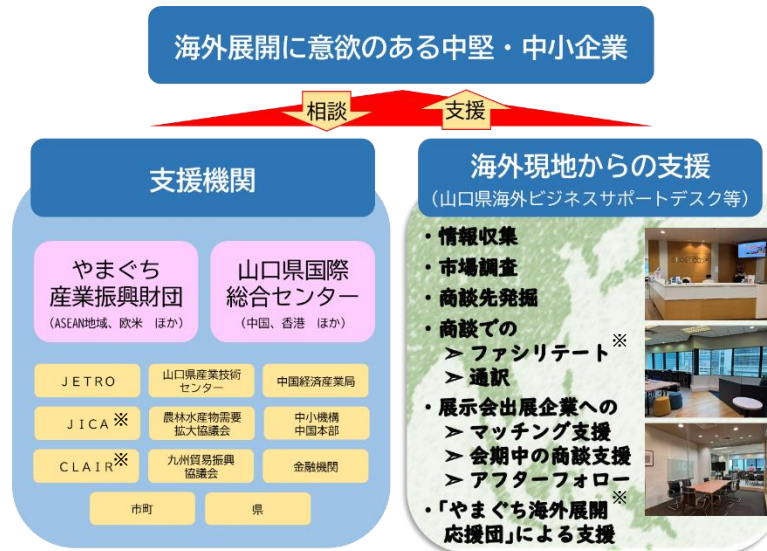 海外展開に意欲のある中堅・中小企業
相談
支援
支援機関
やまぐち
産業振興財団
(ASEAN地域、欧米 ほか)
山口県国際
総合センター
(中国、香港 ほか)
JETRO
山口県産業技術
センター
中国経済産業局
JICA※
農林水産物需要
拡大協議会
中小機構
中国本部
CLAIR※
九州貿易振興
協議会
金融機関
市町
県
海外現地からの支援
(山口県海外ビジネスサポートデスク等)
・情報収集
・市場調査
・商談先発掘
・商談での
➢ファシリテート※
➢通訳
・展示会出展企業への
➢マッチング支援
➢会期中の商談支援
➢アフターフォロー
・「やまぐち海外展開※
応援団」による支援